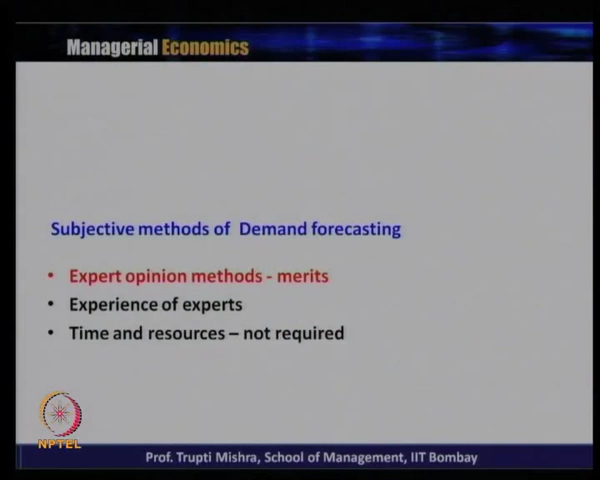 Managerial Economics
Subjective methods of Demand forecasting
• Expert opinion methods - merits
• Experience of experts
• Time and resources – not required
NPTEL
Prof. Trupti Mishra, School of Management, IIT Bombay